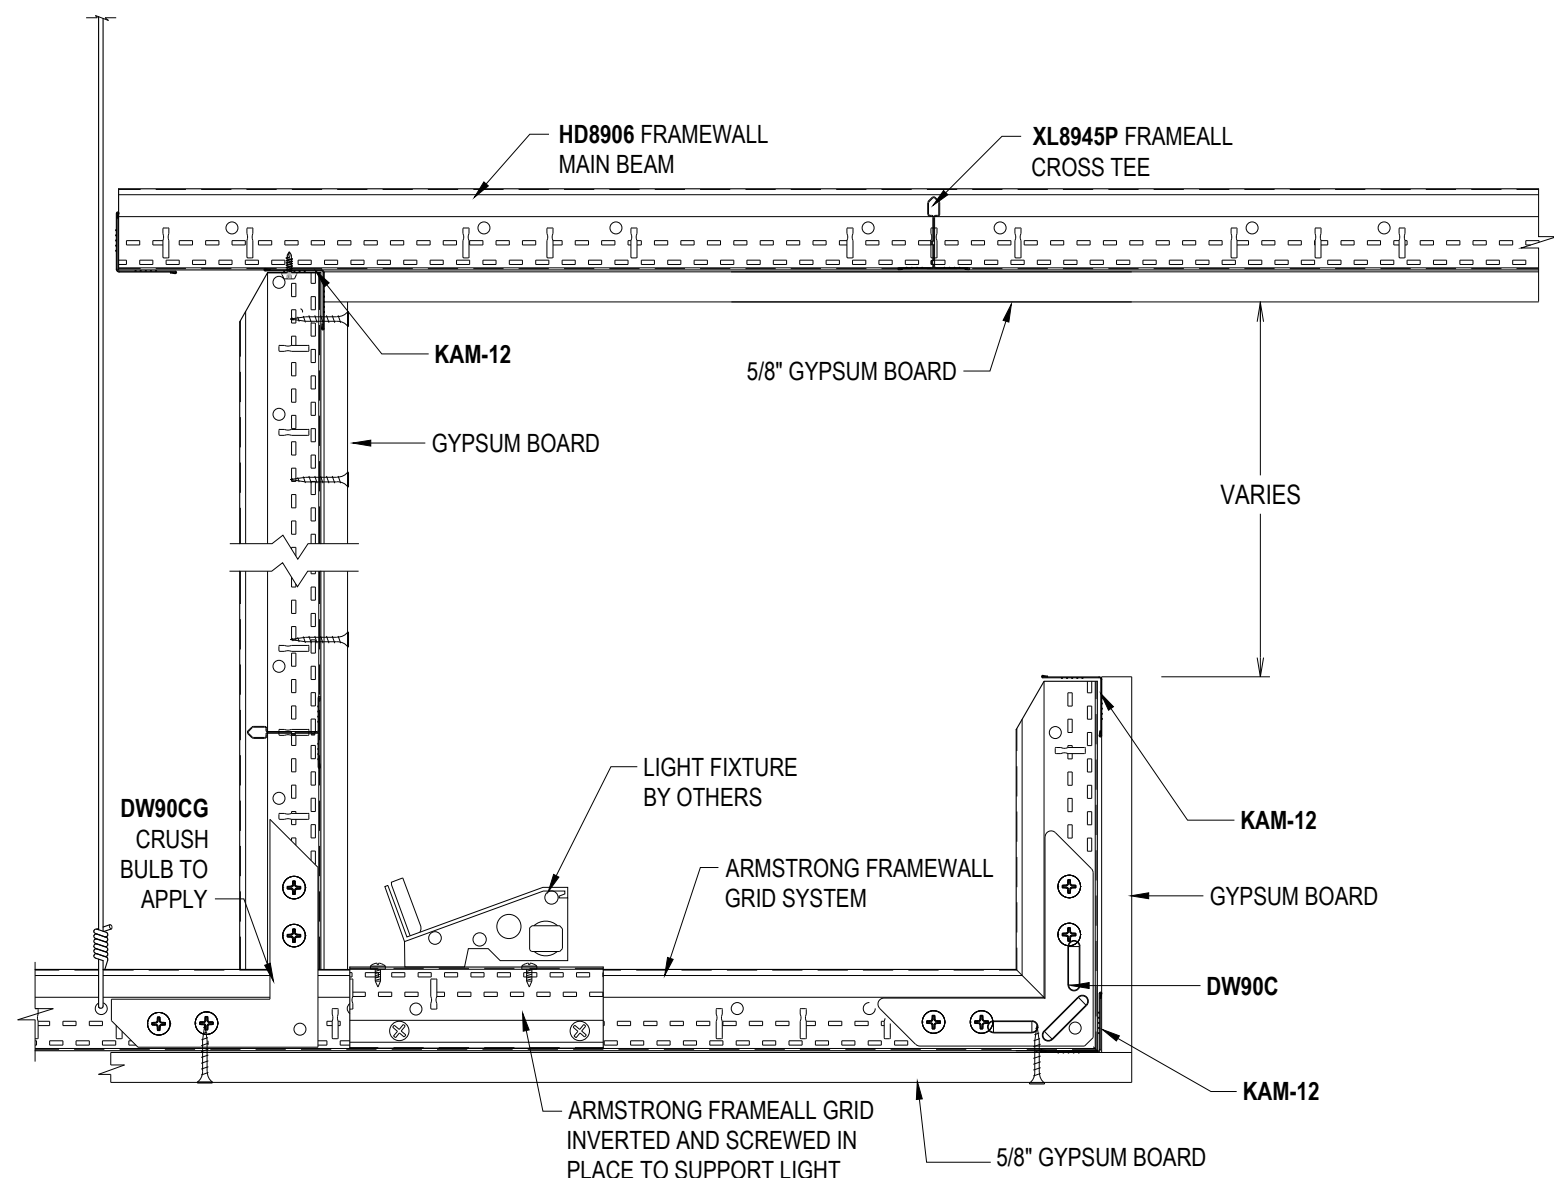 HD8906 FRAMEWALL
MAIN BEAM
XL8945P FRAMEALL
CROSS TEE
KAM-12
5/8" GYPSUM BOARD
GYPSUM BOARD
VARIES
LIGHT FIXTURE
BY OTHERS
DW90CG
CRUSH
BULB TO
APPLY
KAM-12
ARMSTRONG FRAMEWALL
GRID SYSTEM
GYPSUM BOARD
DW90C
KAM-12
ARMSTRONG FRAMEALL GRID
INVERTED AND SCREWED IN
PLACE TO SUPPORT LIGHT
5/8" GYPSUM BOARD